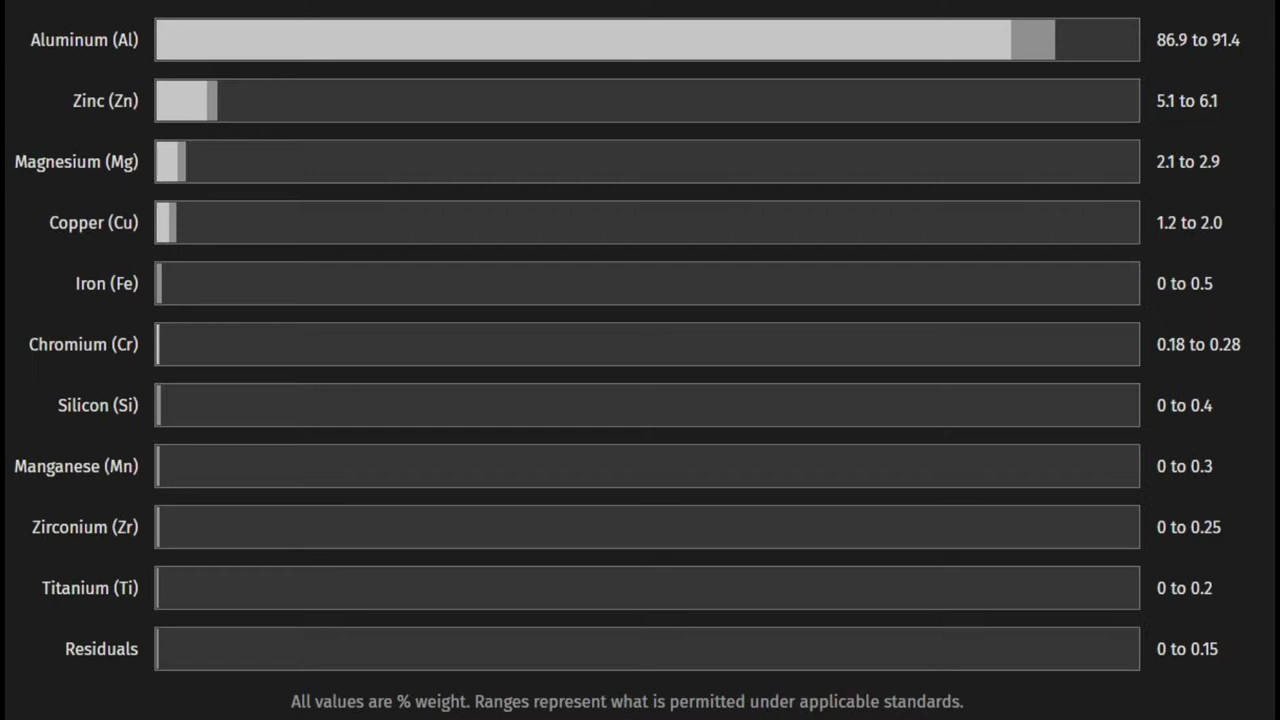 Aluminum (Al) 86.9 to 91.4
Zinc (Zn) 5.1 to 6.1
Magnesium (Mg) 2.1 to 2.9
Copper (Cu) 1.2 to 2.0
Iron (Fe) 0 to 0.5
Chromium (Cr) 0.18 to 0.28
Silicon (Si) 0 to 0.4
Manganese (Mn) 0 to 0.3
Zirconium (Zr) 0 to 0.25
Titanium (Ti) 0 to 0.2
Residuals 0 to 0.15
All values are % weight. Ranges represent what is permitted under applicable standards.